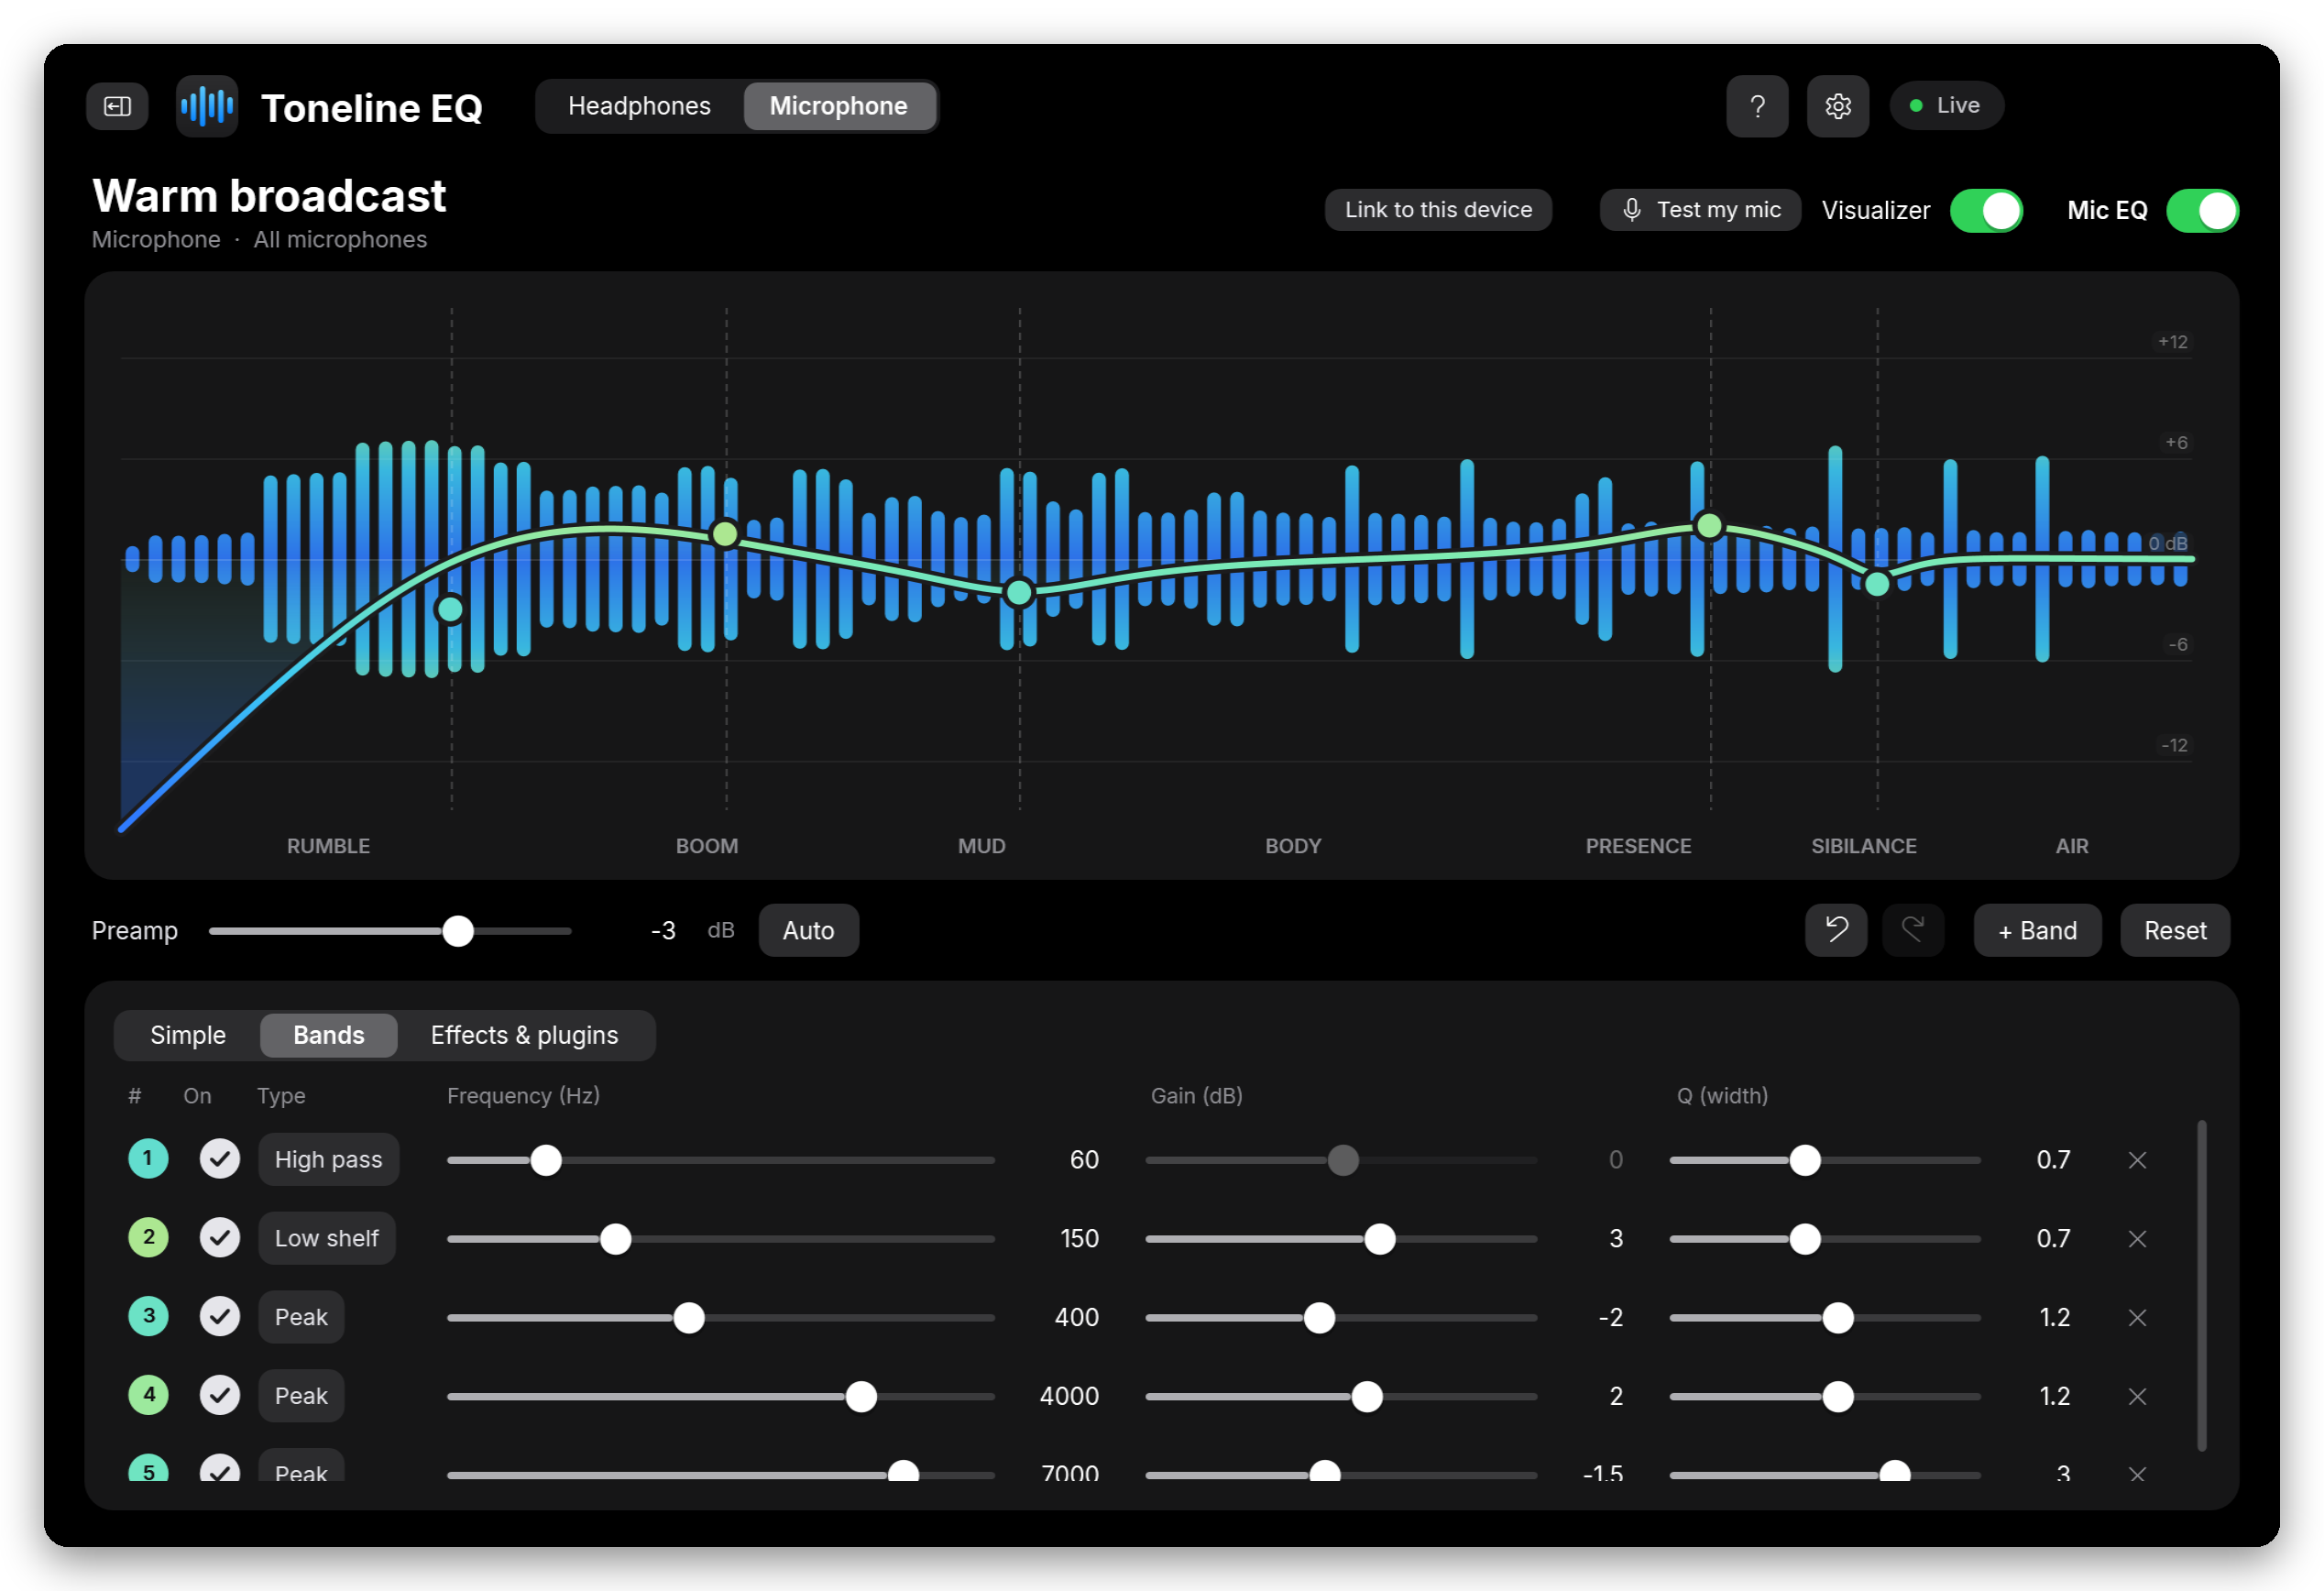 Toneline EQ Headphones Microphone ? Live
Warm broadcast
Microphone · All microphones
Link to this device Test my mic Visualizer Mic EQ
+12
+6
0 dB
-6
-12
RUMBLE BOOM MUD BODY PRESENCE SIBILANCE AIR
Preamp -3 dB Auto + Band Reset
Simple Bands Effects & plugins
# On Type Frequency (Hz) Gain (dB) Q (width)
1 High pass 60 0 0.7
2 Low shelf 150 3 0.7
3 Peak 400 -2 1.2
4 Peak 4000 2 1.2
5 Peak 7000 -1.5 3